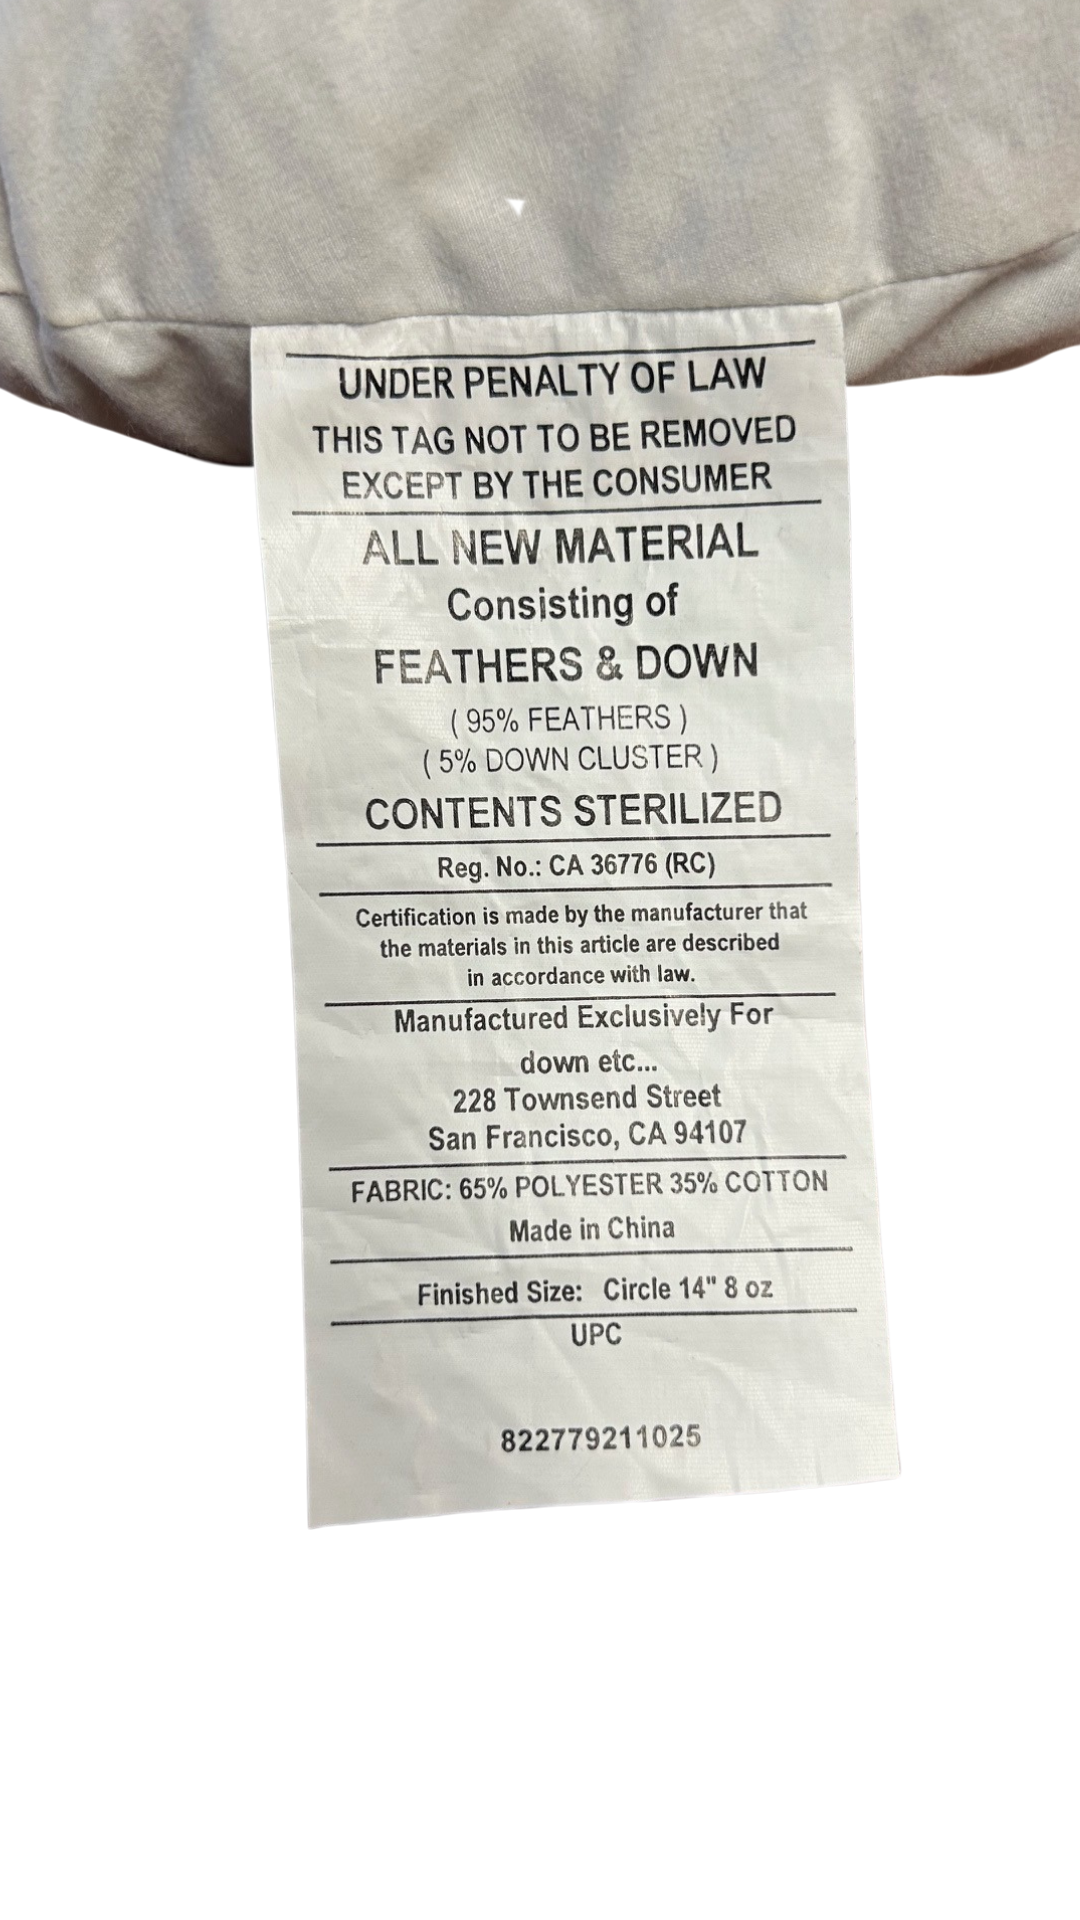 UNDER PENALTY OF LAW
THIS TAG NOT TO BE REMOVED
EXCEPT BY THE CONSUMER
ALL NEW MATERIAL
Consisting of
FEATHERS & DOWN
( 95% FEATHERS )
( 5% DOWN CLUSTER )
CONTENTS STERILIZED
Reg. No.: CA 36776 (RC)
Certification is made by the manufacturer that
the materials in this article are described
in accordance with law.
Manufactured Exclusively For
down etc...
228 Townsend Street
San Francisco, CA 94107
FABRIC: 65% POLYESTER 35% COTTON
Made in China
Finished Size: Circle 14" 8 oz
UPC
822779211025